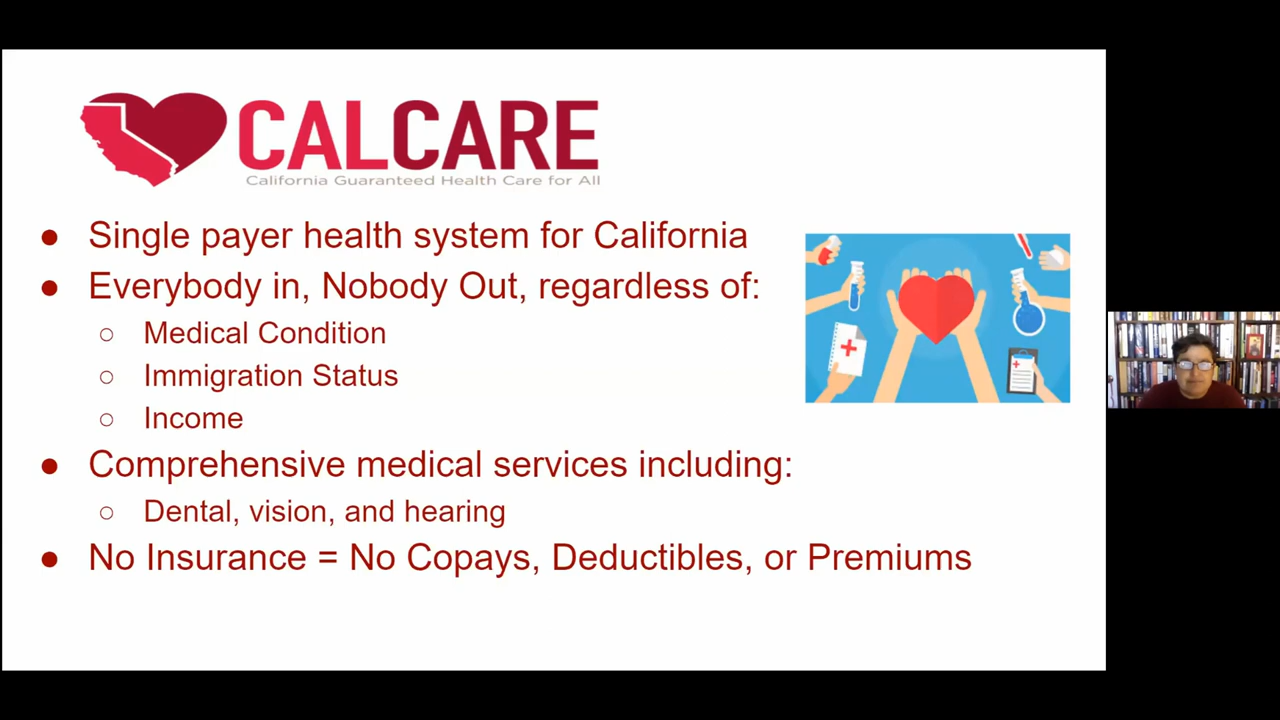 CALCARE
California Guaranteed Health Care for All
● Single payer health system for California
● Everybody in, Nobody Out, regardless of:
○ Medical Condition
○ Immigration Status
○ Income
● Comprehensive medical services including:
○ Dental, vision, and hearing
● No Insurance = No Copays, Deductibles, or Premiums